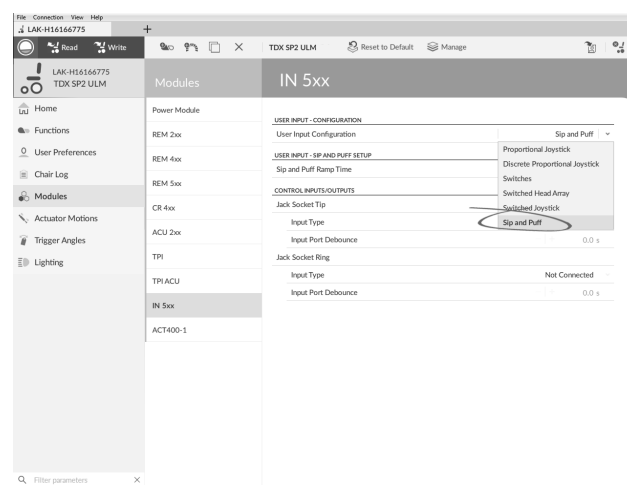 File Connection View Help
LAK-H16166775 +
Read Write TDX SP2 ULM Reset to Default Manage
LAK-H16166775
TDX SP2 ULM
Modules
IN 5xx
Home
Functions
User Preferences
Chair Log
Modules
Actuator Motions
Trigger Angles
Lighting
Power Module
REM 2xx
REM 4xx
REM 5xx
CR 4xx
ACU 2xx
TPI
TPI ACU
IN 5xx
ACT400-1
USER INPUT - CONFIGURATION
User Input Configuration Sip and Puff
USER INPUT - SIP AND PUFF SETUP
Sip and Puff Ramp Time
CONTROL INPUTS/OUTPUTS
Jack Socket Tip
Input Type
Input Port Debounce 0.0 s
Jack Socket Ring
Input Type Not Connected
Input Port Debounce 0.0 s
Proportional Joystick
Discrete Proportional Joystick
Switches
Switched Head Array
Switched Joystick
Sip and Puff
Filter parameters